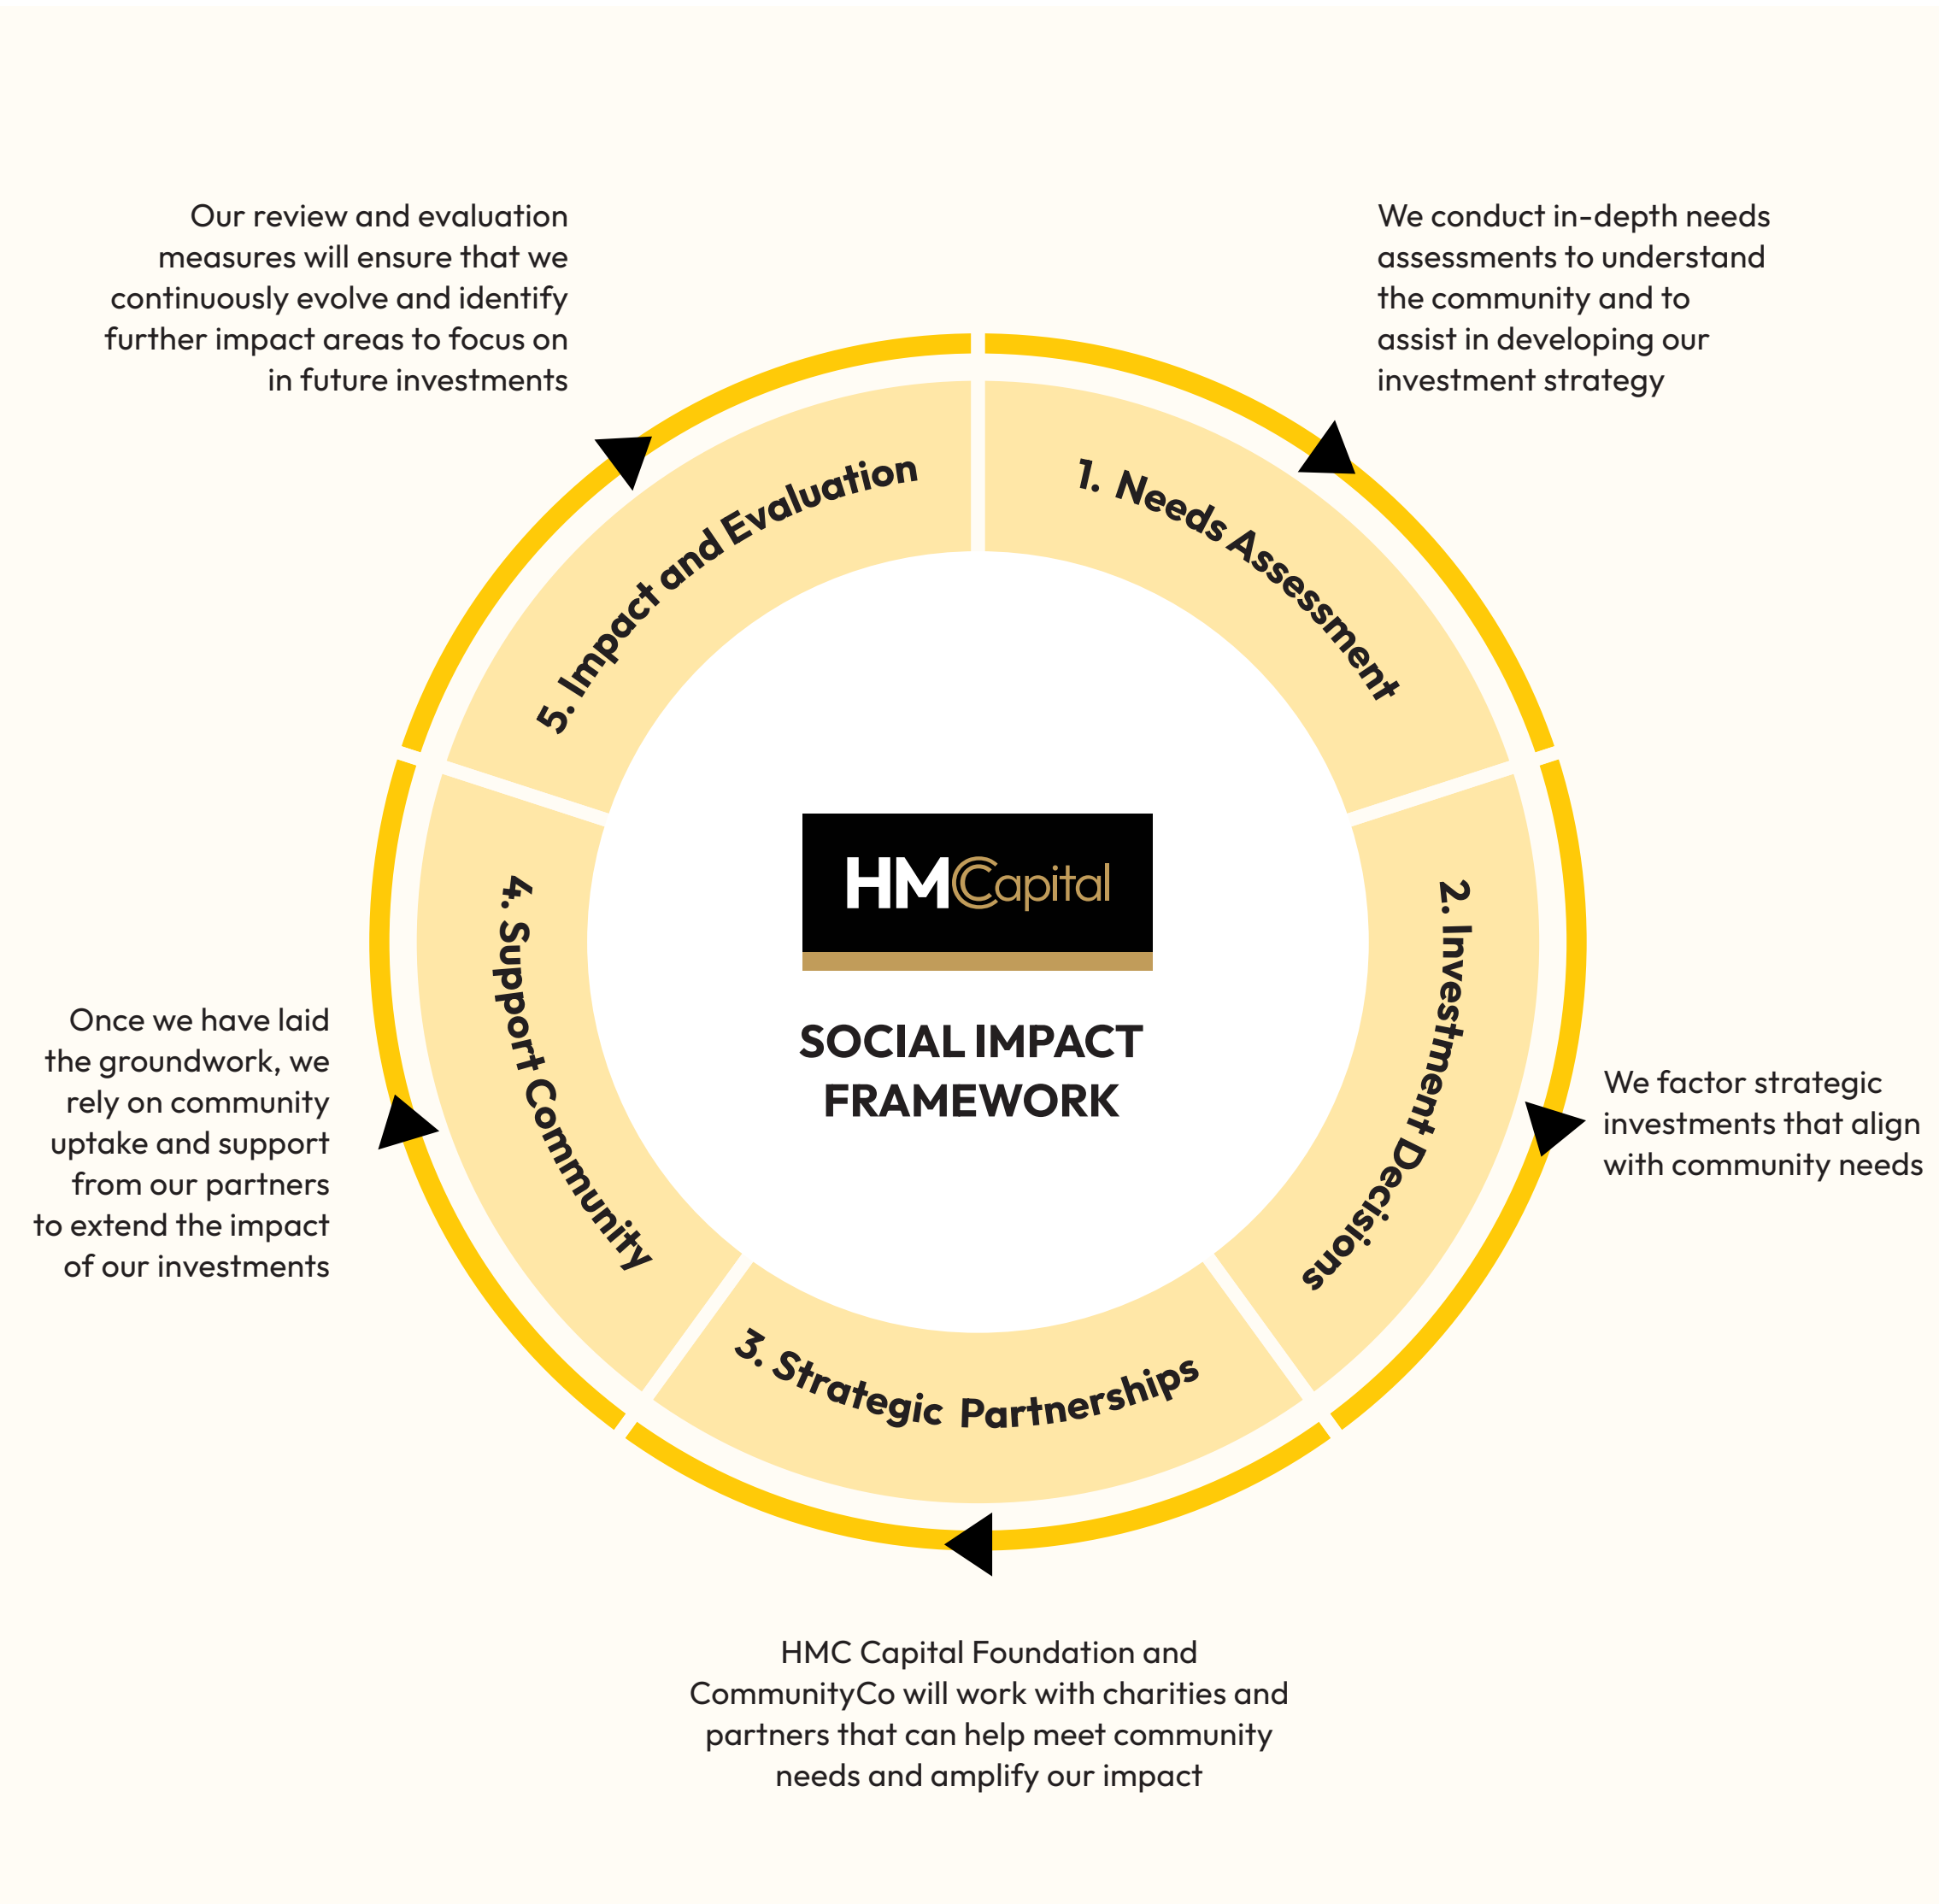 Our review and evaluation
measures will ensure that we
continuously evolve and identify
further impact areas to focus on
in future investments
We conduct in-depth needs
assessments to understand
the community and to
assist in developing our
investment strategy
5. Impact and Evaluation
1. Needs Assessment
HMCapital
SOCIAL IMPACT
FRAMEWORK
4. Support Community
2. Investment Decisions
Once we have laid
the groundwork, we
rely on community
uptake and support
from our partners
to extend the impact
of our investments
We factor strategic
investments that align
with community needs
3. Strategic Partnerships
HMC Capital Foundation and
CommunityCo will work with charities and
partners that can help meet community
needs and amplify our impact